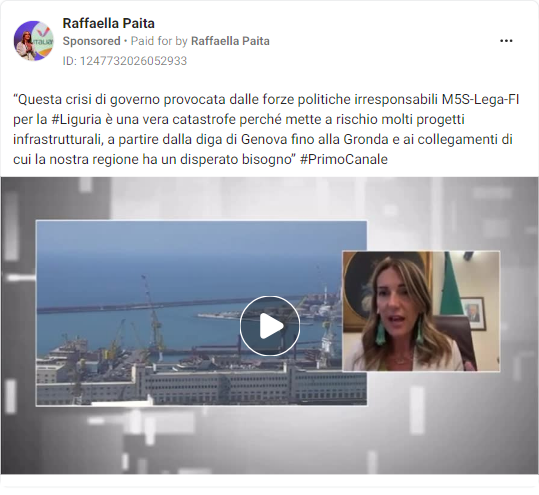 Raffaella Paita
Sponsored • Paid for by Raffaella Paita
ID: 1247732026052933
“Questa crisi di governo provocata dalle forze politiche irresponsabili M5S-Lega-FI
per la #Liguria è una vera catastrofe perché mette a rischio molti progetti
infrastrutturali, a partire dalla diga di Genova fino alla Gronda e ai collegamenti di
cui la nostra regione ha un disperato bisogno” #PrimoCanale